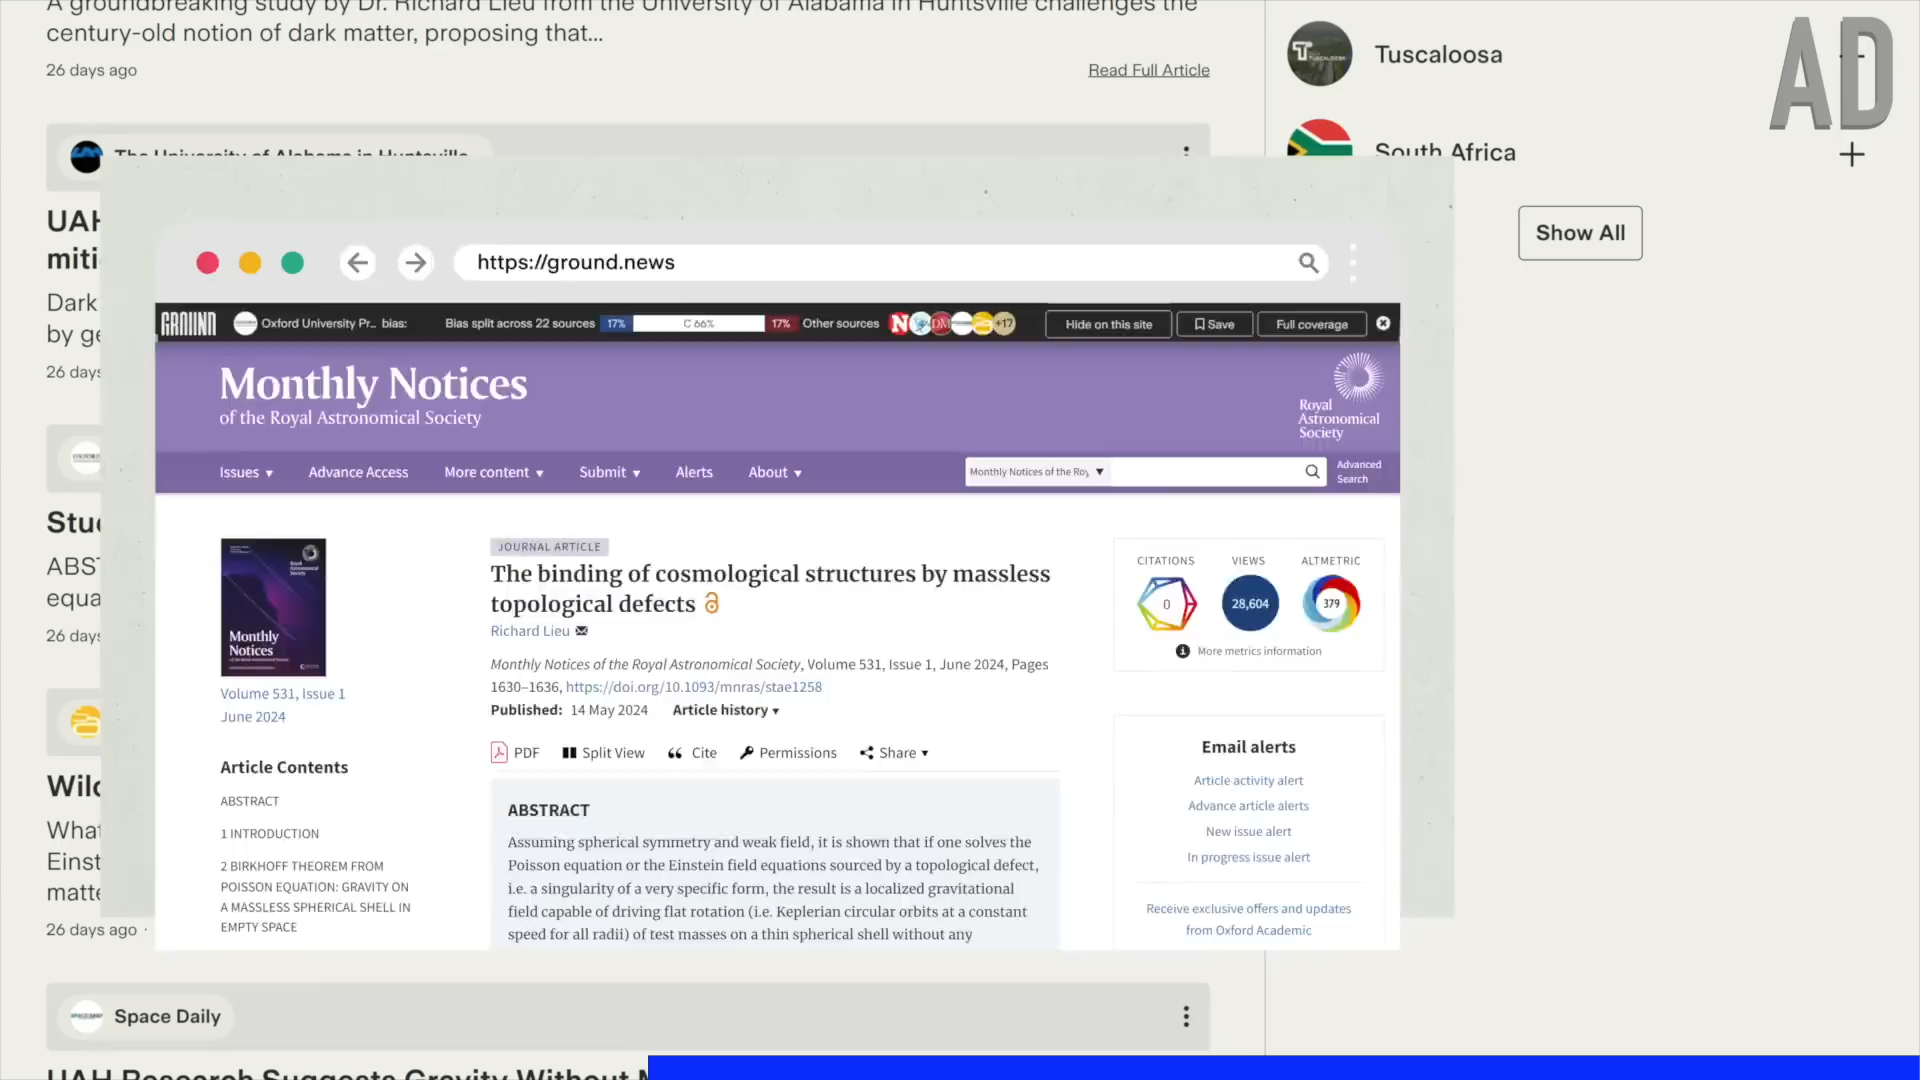 A groundbreaking study by Dr. Richard Lieu from the University of Alabama in Huntsville challenges the
century-old notion of dark matter, proposing that...
26 days ago
Read Full Article
Tuscaloosa
AD
The University of Alabama in Huntsville
South Africa
Show All
UAH
miti
Dark
by ge
26 days
https://ground.news
GROUND
Oxford University Pr... bias:
Bias split across 22 sources
17%
C 66%
17%
Other sources
N
DM
+17
Hide on this site
Save
Full coverage
Monthly Notices
of the Royal Astronomical Society
Royal
Astronomical
Society
Issues
Advance Access
More content
Submit
Alerts
About
Monthly Notices of the Roy
Advanced
Search
JOURNAL ARTICLE
The binding of cosmological structures by massless
topological defects
Richard Lieu
Monthly Notices of the Royal Astronomical Society, Volume 531, Issue 1, June 2024, Pages
1630–1636, https://doi.org/10.1093/mnras/stae1258
Published: 14 May 2024
Article history
PDF
Split View
Cite
Permissions
Share
ABSTRACT
Assuming spherical symmetry and weak field, it is shown that if one solves the
Poisson equation or the Einstein field equations sourced by a topological defect,
i.e. a singularity of a very specific form, the result is a localized gravitational
field capable of driving flat rotation (i.e. Keplerian circular orbits at a constant
speed for all radii) of test masses on a thin spherical shell without any
Monthly
Notices
Volume 531, Issue 1
June 2024
Article Contents
ABSTRACT
1 INTRODUCTION
2 BIRKHOFF THEOREM FROM
POISSON EQUATION: GRAVITY ON
A MASSLESS SPHERICAL SHELL IN
EMPTY SPACE
CITATIONS
VIEWS
ALTMETRIC
0
28,604
379
More metrics information
Email alerts
Article activity alert
Advance article alerts
New issue alert
In progress issue alert
Receive exclusive offers and updates
from Oxford Academic
Stud
ABST
equa
26 days
Wild
What
Einst
matte
26 days ago
Space Daily
UAH Research Suggests Gravity Without M